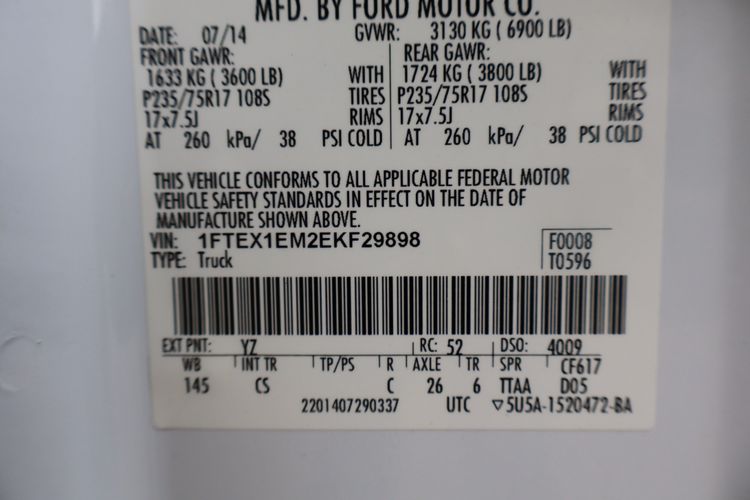 MFD. BY FORD MOTOR CO.
DATE: 07/14 GVWR: 3130 KG ( 6900 LB)
FRONT GAWR: REAR GAWR:
1633 KG ( 3600 LB) WITH 1724 KG ( 3800 LB) WITH
P235/75R17 108S TIRES P235/75R17 108S TIRES
17x7.5J RIMS 17x7.5J RIMS
AT 260 kPa/ 38 PSI COLD AT 260 kPa/ 38 PSI COLD
THIS VEHICLE CONFORMS TO ALL APPLICABLE FEDERAL MOTOR
VEHICLE SAFETY STANDARDS IN EFFECT ON THE DATE OF
MANUFACTURE SHOWN ABOVE.
VIN: 1FTEX1EM2EKF29898 F0008
TYPE: Truck T0596
EXT PNT: YZ RC: 52 DSO: 4009
WB INT TR TP/PS R AXLE TR SPR CF617
145 CS C 26 6 TTAA D05
2201407290337 UTC ▽5U5A-1520472-BA